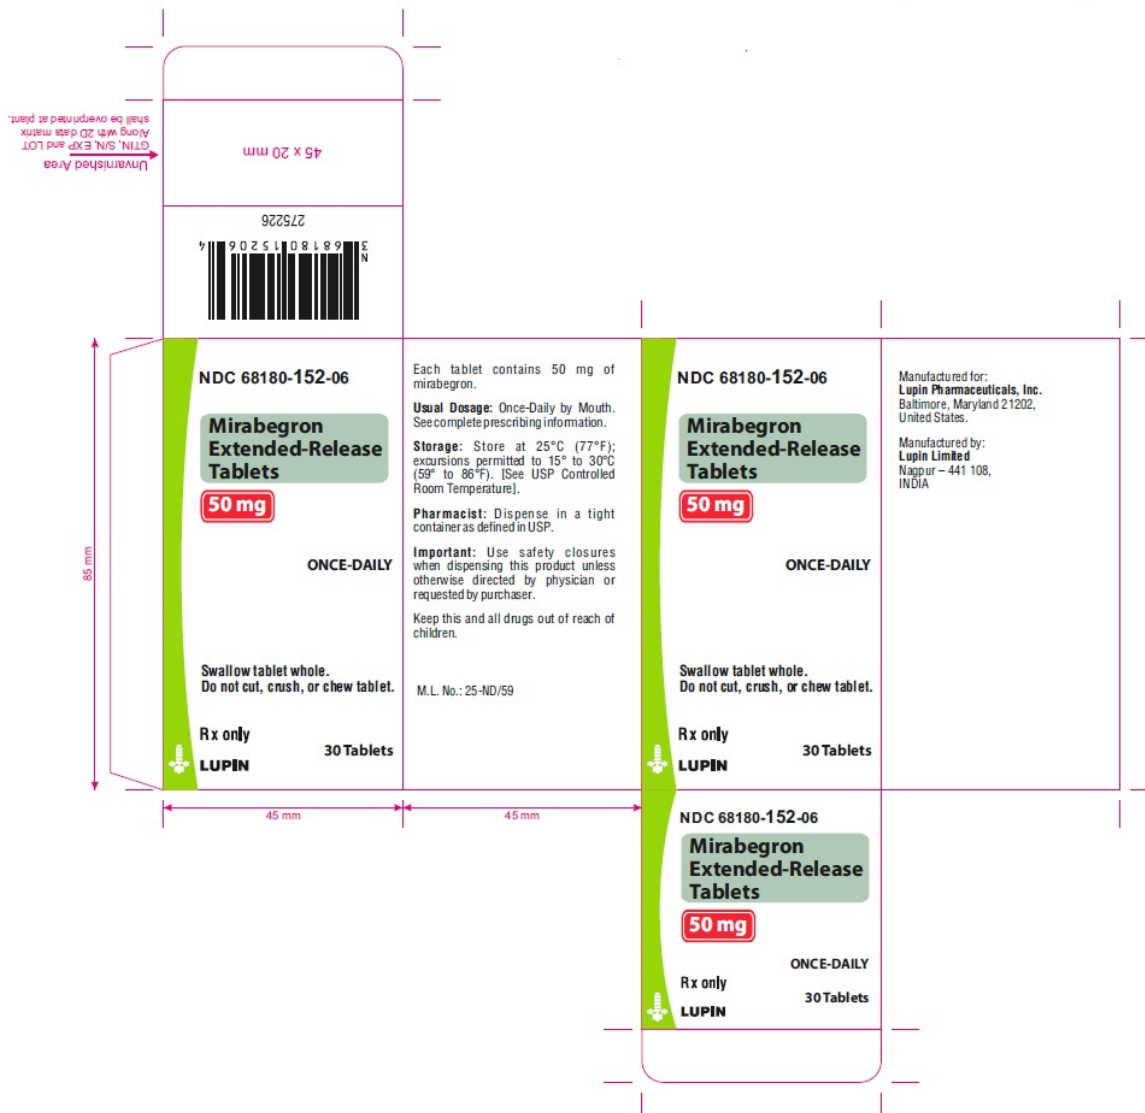 Unvarnished Area
GTIN, S/N, EXP and LOT
Along with 2D data matrix
shall be overprinted at plant.
45 x 20 mm
275226
N
3 68180 15206 4
85 mm
NDC 68180-152-06
Mirabegron
Extended-Release
Tablets
50 mg
ONCE-DAILY
Swallow tablet whole.
Do not cut, crush, or chew tablet.
Rx only
30 Tablets
LUPIN
45 mm
Each tablet contains 50 mg of
mirabegron.
Usual Dosage: Once-Daily by Mouth.
See complete prescribing information.
Storage: Store at 25°C (77°F);
excursions permitted to 15° to 30°C
(59° to 86°F). [See USP Controlled
Room Temperature].
Pharmacist: Dispense in a tight
container as defined in USP.
Important: Use safety closures
when dispensing this product unless
otherwise directed by physician or
requested by purchaser.
Keep this and all drugs out of reach of
children.
M.L. No.: 25-ND/59
45 mm
NDC 68180-152-06
Mirabegron
Extended-Release
Tablets
50 mg
ONCE-DAILY
Swallow tablet whole.
Do not cut, crush, or chew tablet.
Rx only
30 Tablets
LUPIN
Manufactured for:
Lupin Pharmaceuticals, Inc.
Baltimore, Maryland 21202,
United States.
Manufactured by:
Lupin Limited
Nagpur – 441 108,
INDIA
NDC 68180-152-06
Mirabegron
Extended-Release
Tablets
50 mg
ONCE-DAILY
Rx only
30 Tablets
LUPIN